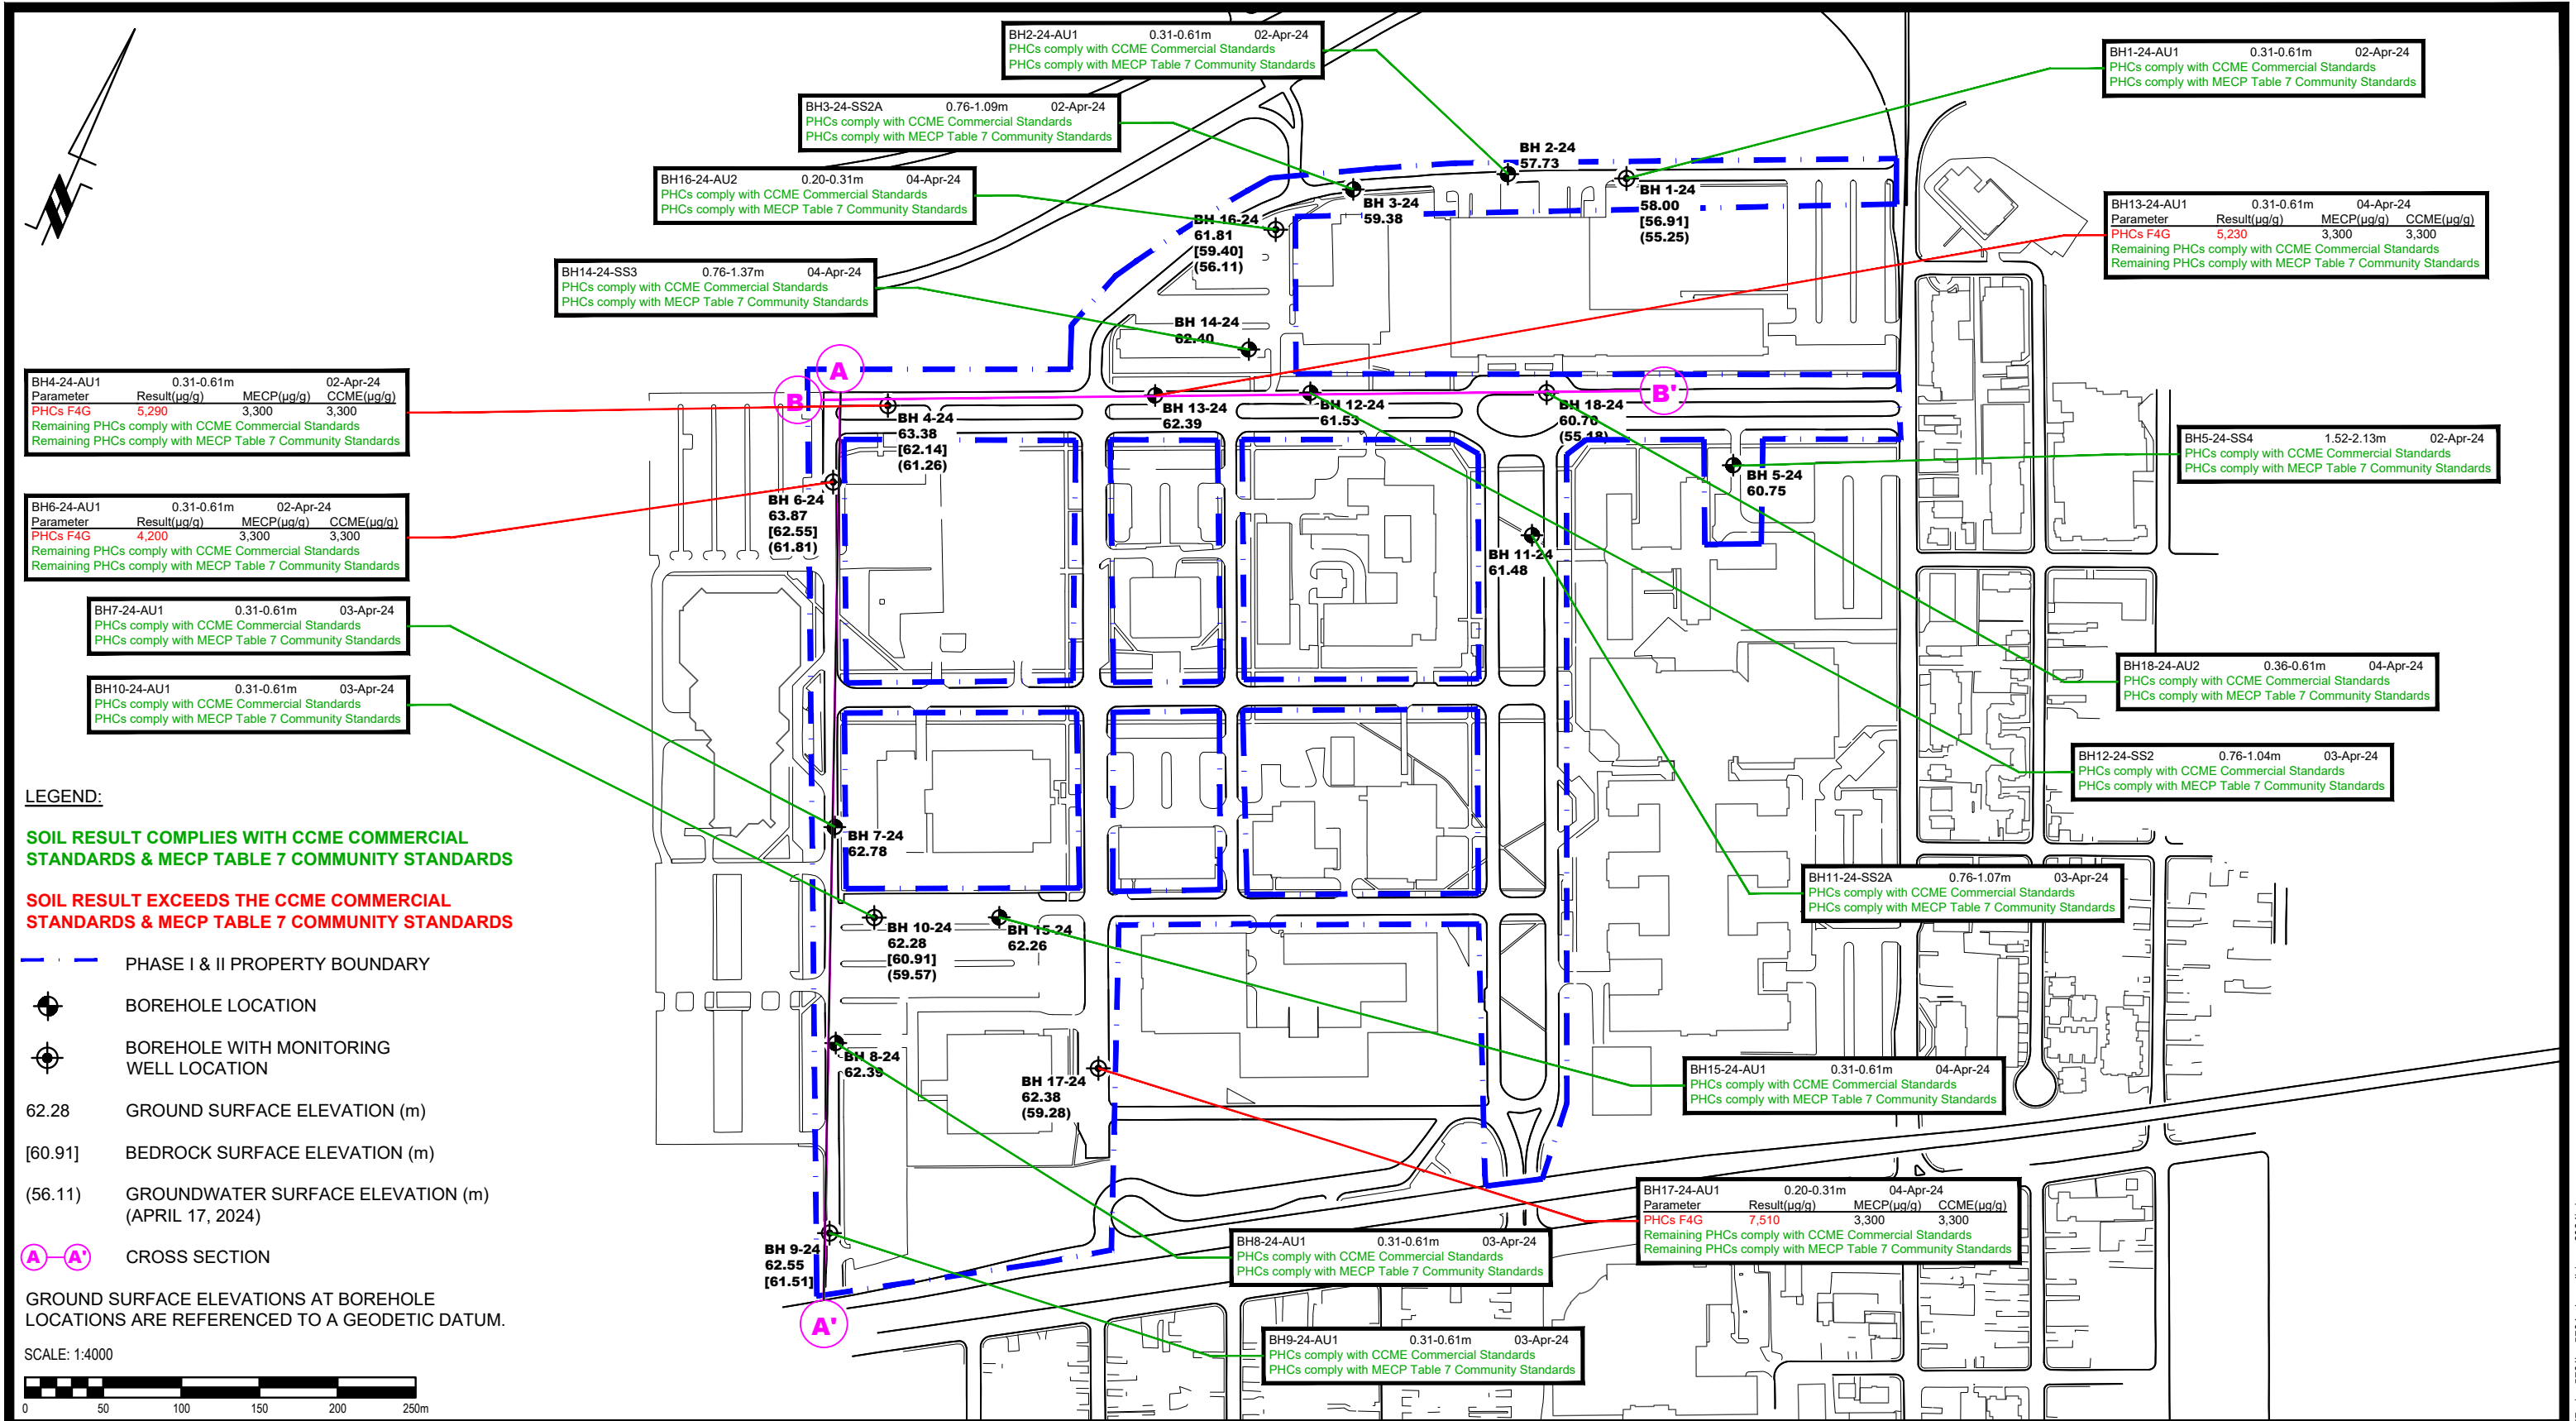 BH2-24-AU1 0.31-0.61m 02-Apr-24
PHCs comply with CCME Commercial Standards
PHCs comply with MECP Table 7 Community Standards
BH1-24-AU1 0.31-0.61m 02-Apr-24
PHCs comply with CCME Commercial Standards
PHCs comply with MECP Table 7 Community Standards
BH3-24-SS2A 0.76-1.09m 02-Apr-24
PHCs comply with CCME Commercial Standards
PHCs comply with MECP Table 7 Community Standards
BH16-24-AU2 0.20-0.31m 04-Apr-24
PHCs comply with CCME Commercial Standards
PHCs comply with MECP Table 7 Community Standards
BH13-24-AU1 0.31-0.61m 04-Apr-24
Parameter Result(µg/g) MECP(µg/g) CCME(µg/g)
PHCs F4G 5,230 3,300 3,300
Remaining PHCs comply with CCME Commercial Standards
Remaining PHCs comply with MECP Table 7 Community Standards
BH14-24-SS3 0.76-1.37m 04-Apr-24
PHCs comply with CCME Commercial Standards
PHCs comply with MECP Table 7 Community Standards
BH4-24-AU1 0.31-0.61m 02-Apr-24
Parameter Result(µg/g) MECP(µg/g) CCME(µg/g)
PHCs F4G 5,290 3,300 3,300
Remaining PHCs comply with CCME Commercial Standards
Remaining PHCs comply with MECP Table 7 Community Standards
BH6-24-AU1 0.31-0.61m 02-Apr-24
Parameter Result(µg/g) MECP(µg/g) CCME(µg/g)
PHCs F4G 4,200 3,300 3,300
Remaining PHCs comply with CCME Commercial Standards
Remaining PHCs comply with MECP Table 7 Community Standards
BH7-24-AU1 0.31-0.61m 03-Apr-24
PHCs comply with CCME Commercial Standards
PHCs comply with MECP Table 7 Community Standards
BH10-24-AU1 0.31-0.61m 03-Apr-24
PHCs comply with CCME Commercial Standards
PHCs comply with MECP Table 7 Community Standards
BH5-24-SS4 1.52-2.13m 02-Apr-24
PHCs comply with CCME Commercial Standards
PHCs comply with MECP Table 7 Community Standards
BH18-24-AU2 0.36-0.61m 04-Apr-24
PHCs comply with CCME Commercial Standards
PHCs comply with MECP Table 7 Community Standards
BH12-24-SS2 0.76-1.04m 03-Apr-24
PHCs comply with CCME Commercial Standards
PHCs comply with MECP Table 7 Community Standards
BH11-24-SS2A 0.76-1.07m 03-Apr-24
PHCs comply with CCME Commercial Standards
PHCs comply with MECP Table 7 Community Standards
BH15-24-AU1 0.31-0.61m 04-Apr-24
PHCs comply with CCME Commercial Standards
PHCs comply with MECP Table 7 Community Standards
BH17-24-AU1 0.20-0.31m 04-Apr-24
Parameter Result(µg/g) MECP(µg/g) CCME(µg/g)
PHCs F4G 7,510 3,300 3,300
Remaining PHCs comply with CCME Commercial Standards
Remaining PHCs comply with MECP Table 7 Community Standards
BH8-24-AU1 0.31-0.61m 03-Apr-24
PHCs comply with CCME Commercial Standards
PHCs comply with MECP Table 7 Community Standards
BH9-24-AU1 0.31-0.61m 03-Apr-24
PHCs comply with CCME Commercial Standards
PHCs comply with MECP Table 7 Community Standards
BH 2-24
57.73
BH 1-24
58.00
[56.91]
(55.25)
BH 3-24
59.38
BH 16-24
61.81
[59.40]
(56.11)
BH 14-24
62.40
A
B
B'
BH 4-24
63.38
[62.14]
(61.26)
BH 13-24
62.39
BH 12-24
61.53
BH 18-24
60.70
(55.18)
BH 5-24
60.75
BH 6-24
63.87
[62.55]
(61.81)
BH 11-24
61.48
BH 7-24
62.78
BH 10-24
62.28
[60.91]
(59.57)
BH 15-24
62.26
BH 8-24
62.39
BH 17-24
62.38
(59.28)
BH 9-24
62.55
[61.51]
A'
LEGEND:
SOIL RESULT COMPLIES WITH CCME COMMERCIAL
STANDARDS & MECP TABLE 7 COMMUNITY STANDARDS
SOIL RESULT EXCEEDS THE CCME COMMERCIAL
STANDARDS & MECP TABLE 7 COMMUNITY STANDARDS
PHASE I & II PROPERTY BOUNDARY
BOREHOLE LOCATION
BOREHOLE WITH MONITORING
WELL LOCATION
62.28 GROUND SURFACE ELEVATION (m)
[60.91] BEDROCK SURFACE ELEVATION (m)
(56.11) GROUNDWATER SURFACE ELEVATION (m)
(APRIL 17, 2024)
A A' CROSS SECTION
GROUND SURFACE ELEVATIONS AT BOREHOLE
LOCATIONS ARE REFERENCED TO A GEODETIC DATUM.
SCALE: 1:4000
0 50 100 150 200 250m